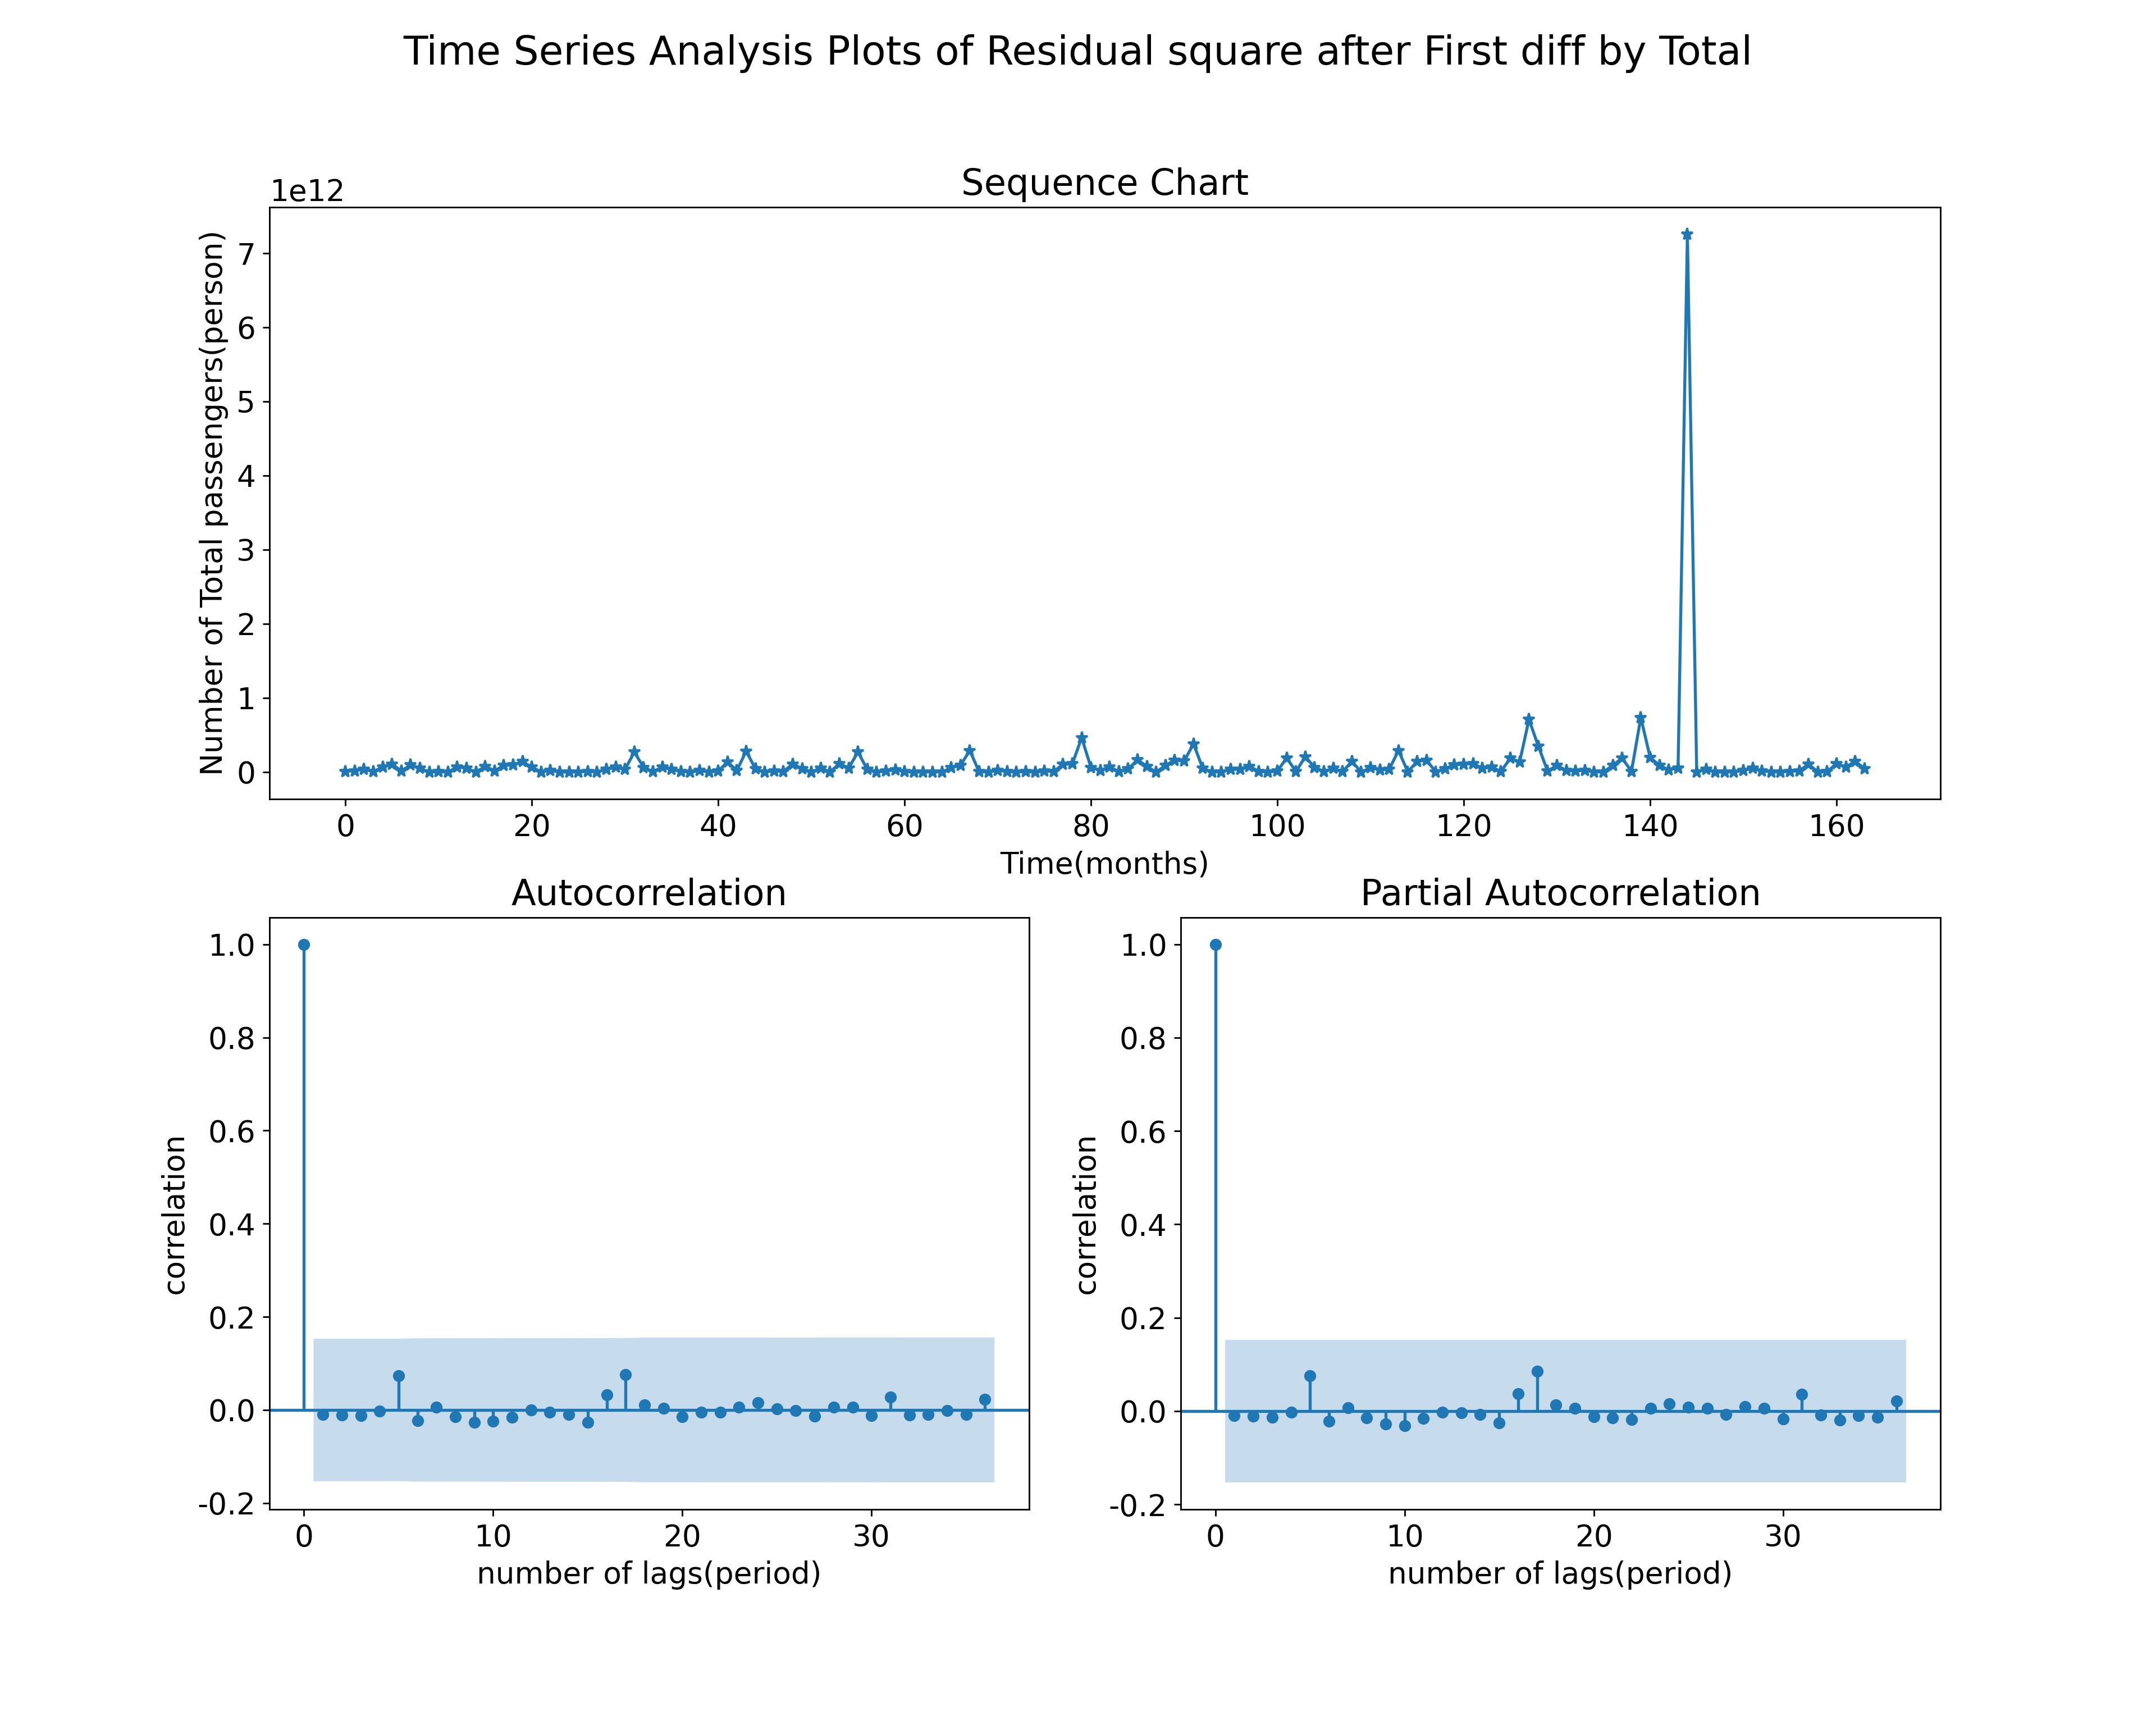 Time Series Analysis Plots of Residual square after First diff by Total
Sequence Chart
1e12
Number of Total passengers(person)
7
6
5
4
3
2
1
0
0 20 40 60 80 100 120 140 160
Time(months)
Autocorrelation
correlation
1.0
0.8
0.6
0.4
0.2
0.0
-0.2
0 10 20 30
number of lags(period)
Partial Autocorrelation
correlation
1.0
0.8
0.6
0.4
0.2
0.0
-0.2
0 10 20 30
number of lags(period)